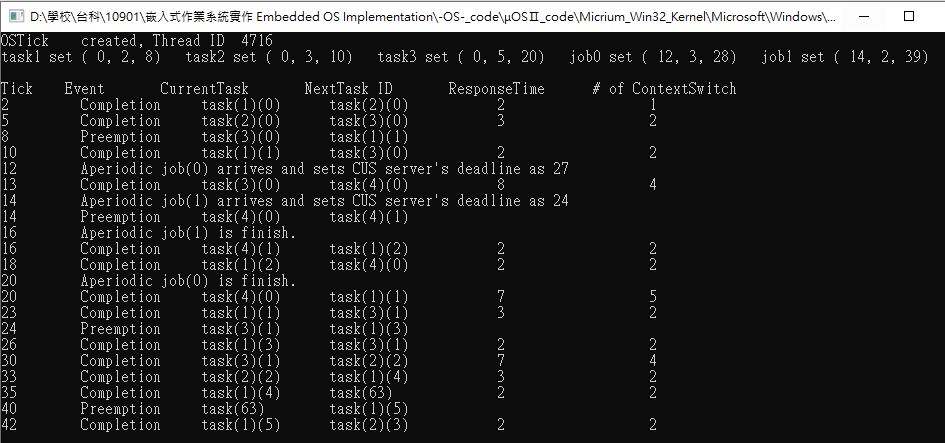 D:\學校\台科\10901\嵌入式作業系統實作 Embedded OS Implementation\-OS-_code\μOSⅡ_code\Micrium_Win32_Kernel\Microsoft\Windows\...
OSTick    created, Thread ID  4716
task1 set ( 0, 2, 8)   task2 set ( 0, 3, 10)   task3 set ( 0, 5, 20)   job0 set ( 12, 3, 28)   job1 set ( 14, 2, 39)
Tick    Event       CurrentTask       NextTask ID       ResponseTime      # of ContextSwitch
2        Completion     task(1)(0)      task(2)(0)           2                  1
5        Completion     task(2)(0)      task(3)(0)           3                  2
8        Preemption     task(3)(0)      task(1)(1)
10       Completion     task(1)(1)      task(3)(0)           2                  2
12       Aperiodic job(0) arrives and sets CUS server's deadline as 27
13       Completion     task(3)(0)      task(4)(0)           8                  4
14       Aperiodic job(1) arrives and sets CUS server's deadline as 24
14       Preemption     task(4)(0)      task(4)(1)
16       Aperiodic job(1) is finish.
16       Completion     task(4)(1)      task(1)(2)           2                  2
18       Completion     task(1)(2)      task(4)(0)           2                  2
20       Aperiodic job(0) is finish.
20       Completion     task(4)(0)      task(1)(1)           7                  5
23       Completion     task(1)(1)      task(3)(1)           3                  2
24       Preemption     task(3)(1)      task(1)(3)
26       Completion     task(1)(3)      task(3)(1)           2                  2
30       Completion     task(3)(1)      task(2)(2)           7                  4
33       Completion     task(2)(2)      task(1)(4)           3                  2
35       Completion     task(1)(4)      task(63)             2                  2
40       Preemption     task(63)        task(1)(5)
42       Completion     task(1)(5)      task(2)(3)           2                  2